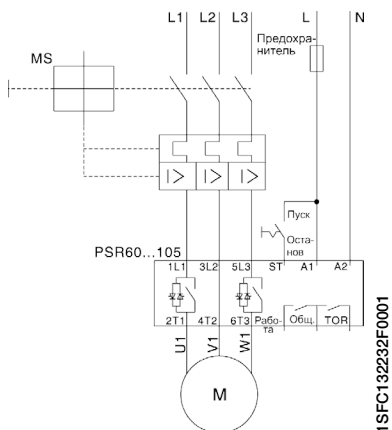 L1 L2 L3 L N
Предохра-
нитель
MS
I> I> I>
Пуск
Оста-
нов
PSR60...105
1L1 3L2 5L3 ST A1 A2
2T1 4T2 6T3 Рабо-
та Общ. TOR
U1 V1 W1
M
1SFC132232F0001